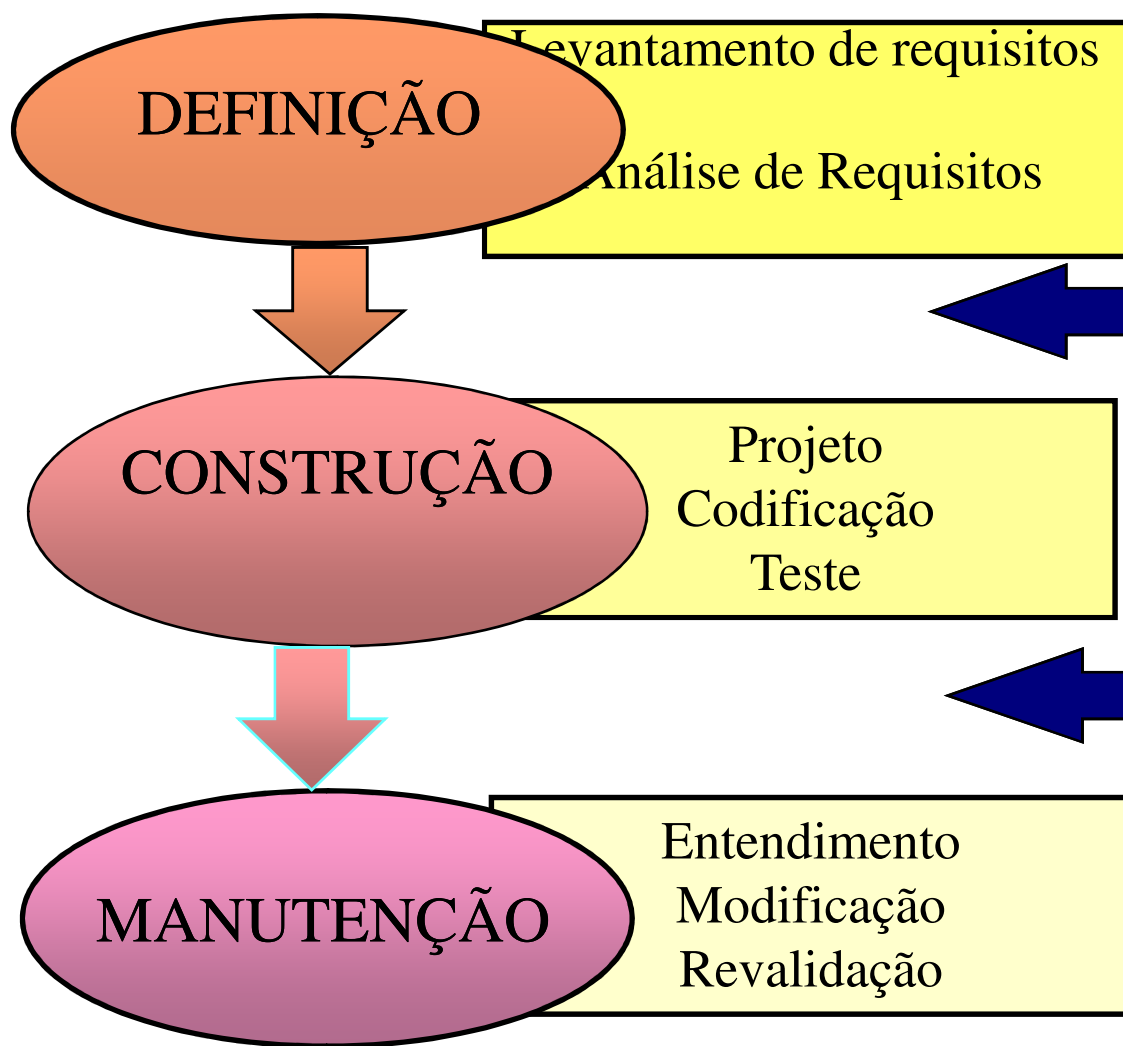 DEFINIÇÃO
Levantamento de requisitos
Análise de Requisitos
CONSTRUÇÃO
Projeto
Codificação
Teste
MANUTENÇÃO
Entendimento
Modificação
Revalidação